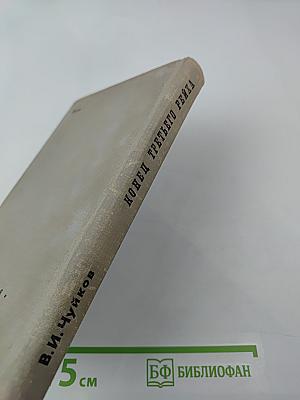 В. И. Чуйков
КОНЕЦ ТРЕТЬЕГО РЕЙХА
5 см
БФ БИБЛИОФАН